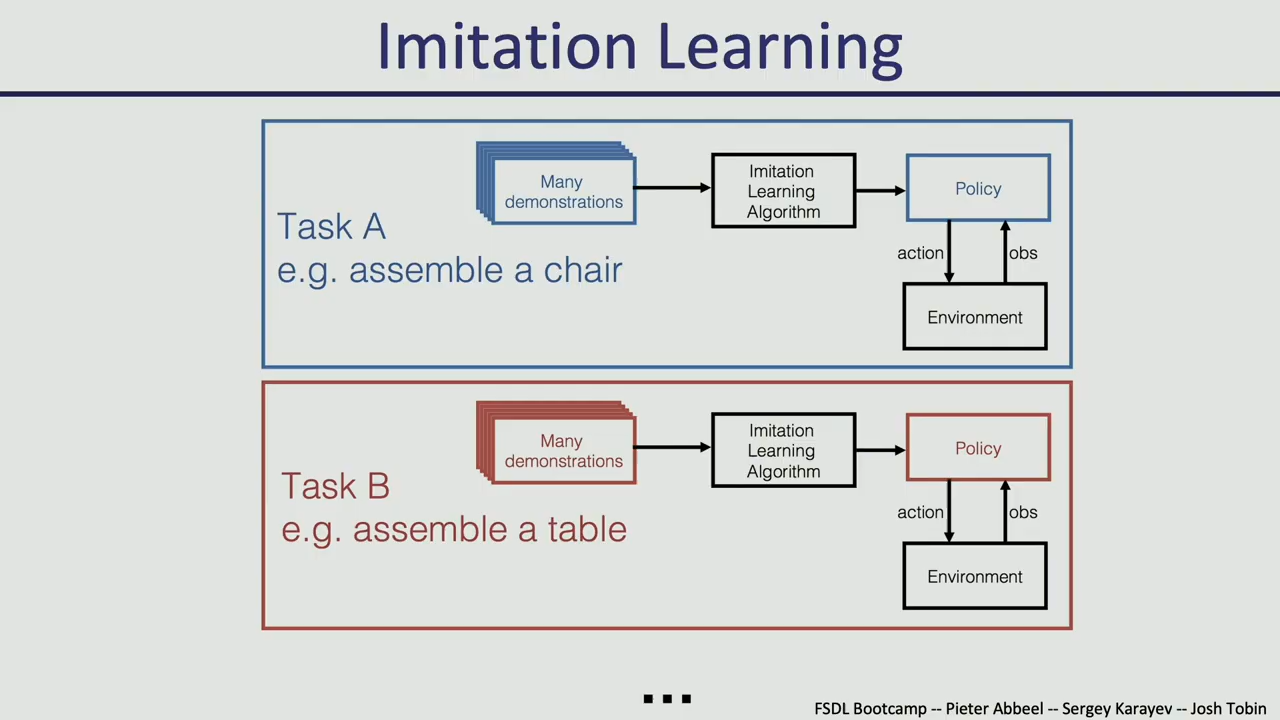 Imitation Learning
Task A
e.g. assemble a chair
Many
demonstrations
Imitation
Learning
Algorithm
Policy
action
obs
Environment
Task B
e.g. assemble a table
Many
demonstrations
Imitation
Learning
Algorithm
Policy
action
obs
Environment
...
FSDL Bootcamp -- Pieter Abbeel -- Sergey Karayev -- Josh Tobin